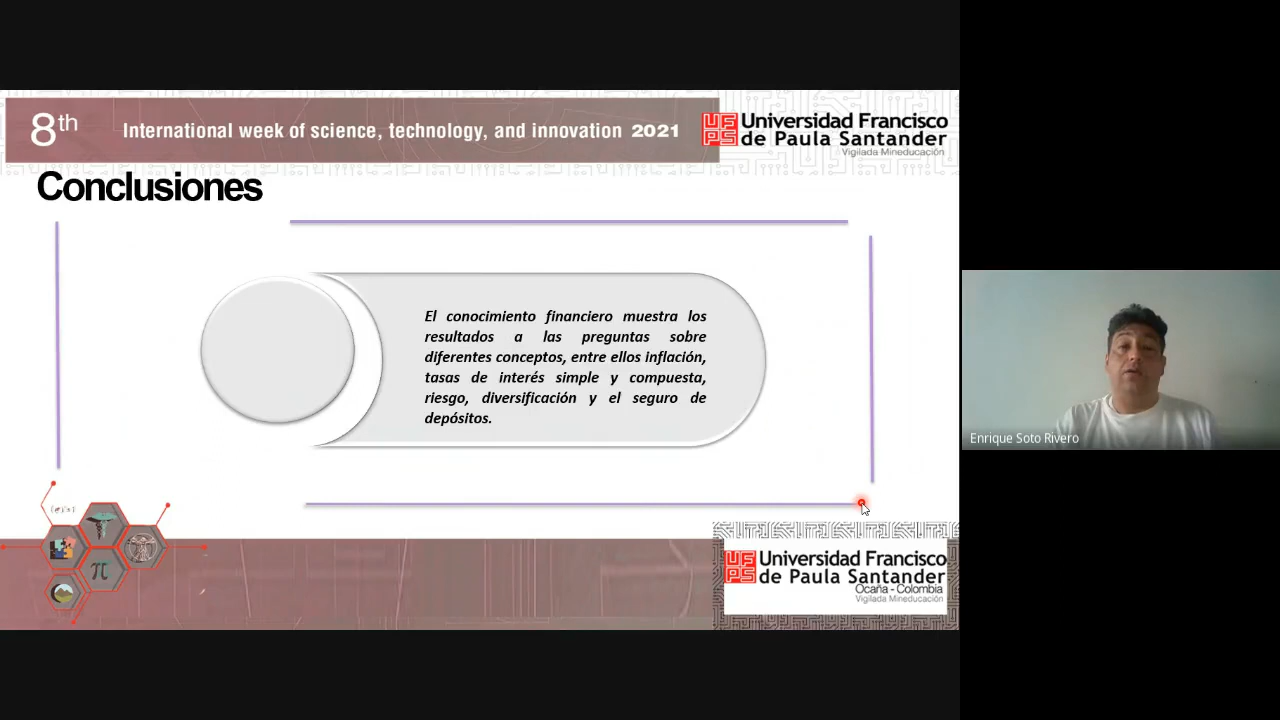 8th
International week of science, technology, and innovation 2021
UFPS
Universidad Francisco
de Paula Santander
Vigilada Mineducación
Conclusiones
El conocimiento financiero muestra los
resultados a las preguntas sobre
diferentes conceptos, entre ellos inflación,
tasas de interés simple y compuesta,
riesgo, diversificación y el seguro de
depósitos.
Enrique Soto Rivero
π
UFPS
Universidad Francisco
de Paula Santander
Ocaña - Colombia
Vigilada Mineducación